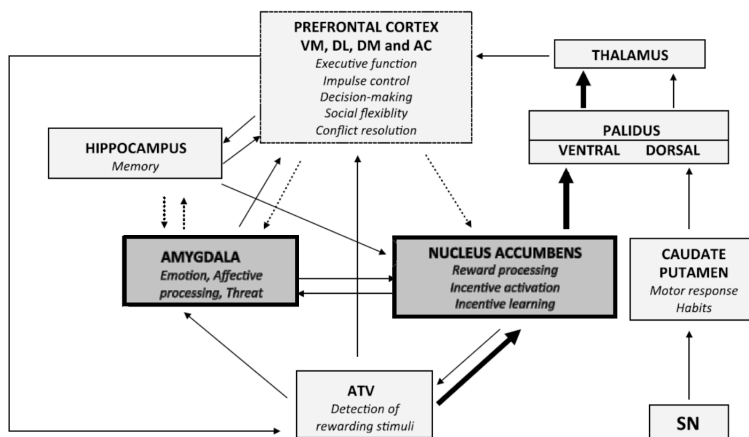 PREFRONTAL CORTEX
VM, DL, DM and AC
Executive function
Impulse control
Decision-making
Social flexiblity
Conflict resolution
THALAMUS
HIPPOCAMPUS
Memory
PALIDUS
VENTRAL DORSAL
AMYGDALA
Emotion, Affective
processing, Threat
NUCLEUS ACCUMBENS
Reward processing
Incentive activation
Incentive learning
CAUDATE
PUTAMEN
Motor response
Habits
ATV
Detection of
rewarding stimuli
SN